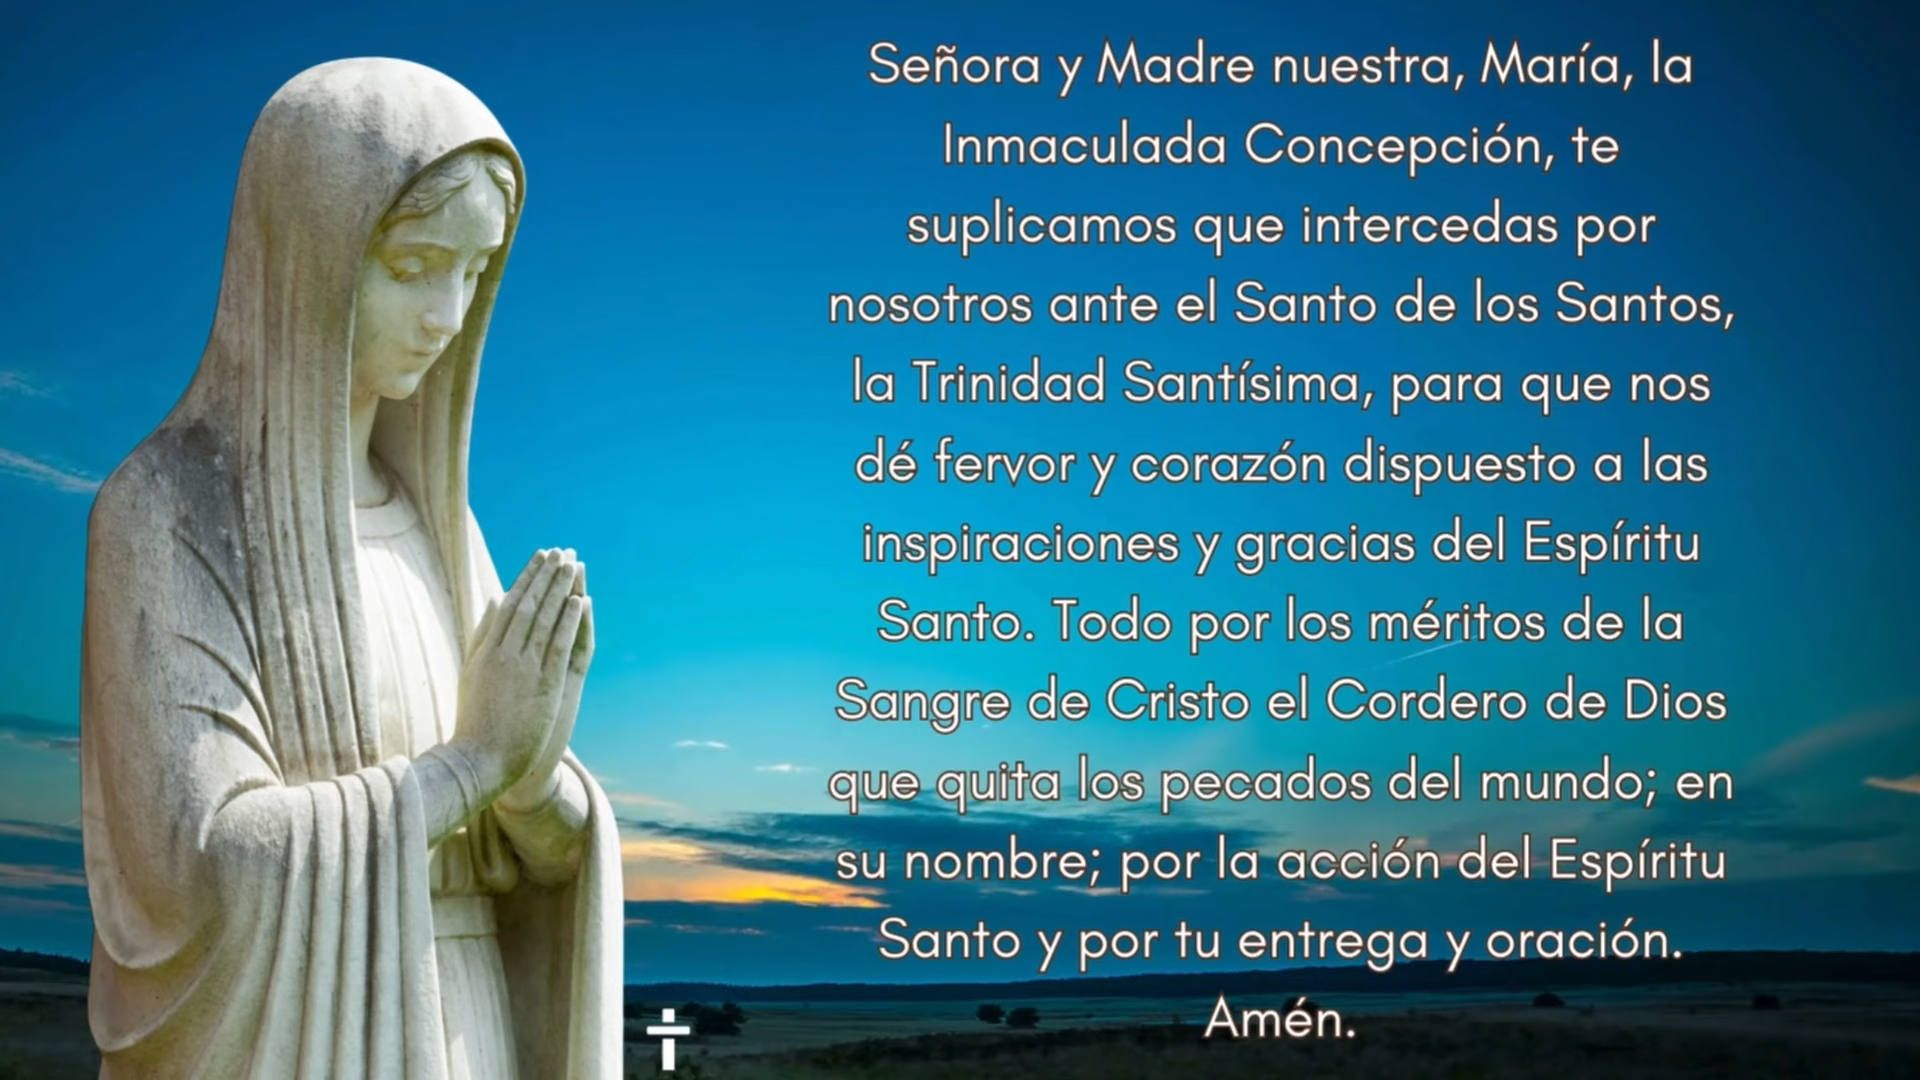 Señora y Madre nuestra, María, la
Inmaculada Concepción, te
suplicamos que intercedas por
nosotros ante el Santo de los Santos,
la Trinidad Santísima, para que nos
dé fervor y corazón dispuesto a las
inspiraciones y gracias del Espíritu
Santo. Todo por los méritos de la
Sangre de Cristo el Cordero de Dios
que quita los pecados del mundo; en
su nombre; por la acción del Espíritu
Santo y por tu entrega y oración.
Amén.